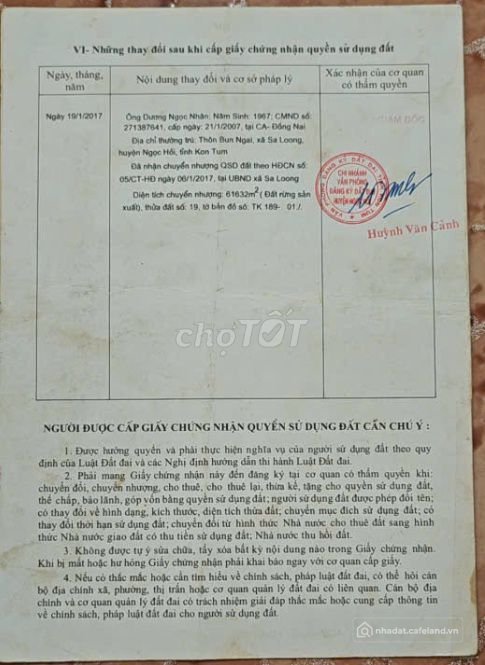 VI- Những thay đổi sau khi cấp giấy chứng nhận quyền sử dụng đất
Ngày, tháng, năm
Nội dung thay đổi và cơ sở pháp lý
Xác nhận của cơ quan có thẩm quyền
Ngày 19/1/2017
Ông Dương Ngọc Nhân: Năm Sinh: 1967; CMND số:
271387641, cấp ngày: 21/1/2007, tại CA- Đồng Nai
Địa chỉ thường trú: Thôn Bun Ngai, xã Sa Loong,
huyện Ngọc Hồi, tỉnh Kon Tum
Đã nhận chuyển nhượng QSD đất theo HĐCN số:
05/CT-HĐ ngày 06/1/2017, tại UBND xã Sa Loong
Diện tích chuyển nhượng: 61632m² ( Đất rừng sản
xuất), thửa đất số: 19, tờ bản đồ số: TK 189- 01./.
CHI NHÁNH
VĂN PHÒNG
ĐĂNG KÝ ĐẤT ĐAI
Huỳnh Văn Cảnh
chợTỐT
NGƯỜI ĐƯỢC CẤP GIẤY CHỨNG NHẬN QUYỀN SỬ DỤNG ĐẤT CẦN CHÚ Ý :
1. Được hưởng quyền và phải thực hiện nghĩa vụ của người sử dụng đất theo quy
định của Luật Đất đai và các Nghị định hướng dẫn thi hành Luật Đất đai.
2. Phải mang Giấy chứng nhận này đến đăng ký tại cơ quan có thẩm quyền khi:
chuyển đổi, chuyển nhượng, cho thuê, cho thuê lại, thừa kế, tặng cho quyền sử dụng đất,
thế chấp, bảo lãnh, góp vốn bằng quyền sử dụng đất; người sử dụng đất được phép đổi tên;
có thay đổi về hình dạng, kích thước, diện tích thửa đất; chuyển mục đích sử dụng đất; có
thay đổi thời hạn sử dụng đất; chuyển đổi từ hình thức Nhà nước cho thuê đất sang hình
thức Nhà nước giao đất có thu tiền sử dụng đất; Nhà nước thu hồi đất.
3. Không được tự ý sửa chữa, tẩy xóa bất kỳ nội dung nào trong Giấy chứng nhận.
Khi bị mất hoặc hư hỏng Giấy chứng nhận phải khai báo ngay với cơ quan cấp giấy.
4. Nếu có thắc mắc hoặc cần tìm hiểu về chính sách, pháp luật đất đai, có thể hỏi cán
bộ địa chính xã, phường, thị trấn hoặc cơ quan quản lý đất đai có liên quan. Cán bộ địa
chính và cơ quan quản lý đất đai có trách nhiệm giải đáp thắc mắc hoặc cung cấp thông tin
về chính sách, pháp luật đất đai cho người sử dụng đất.
nhadat.cafeland.vn